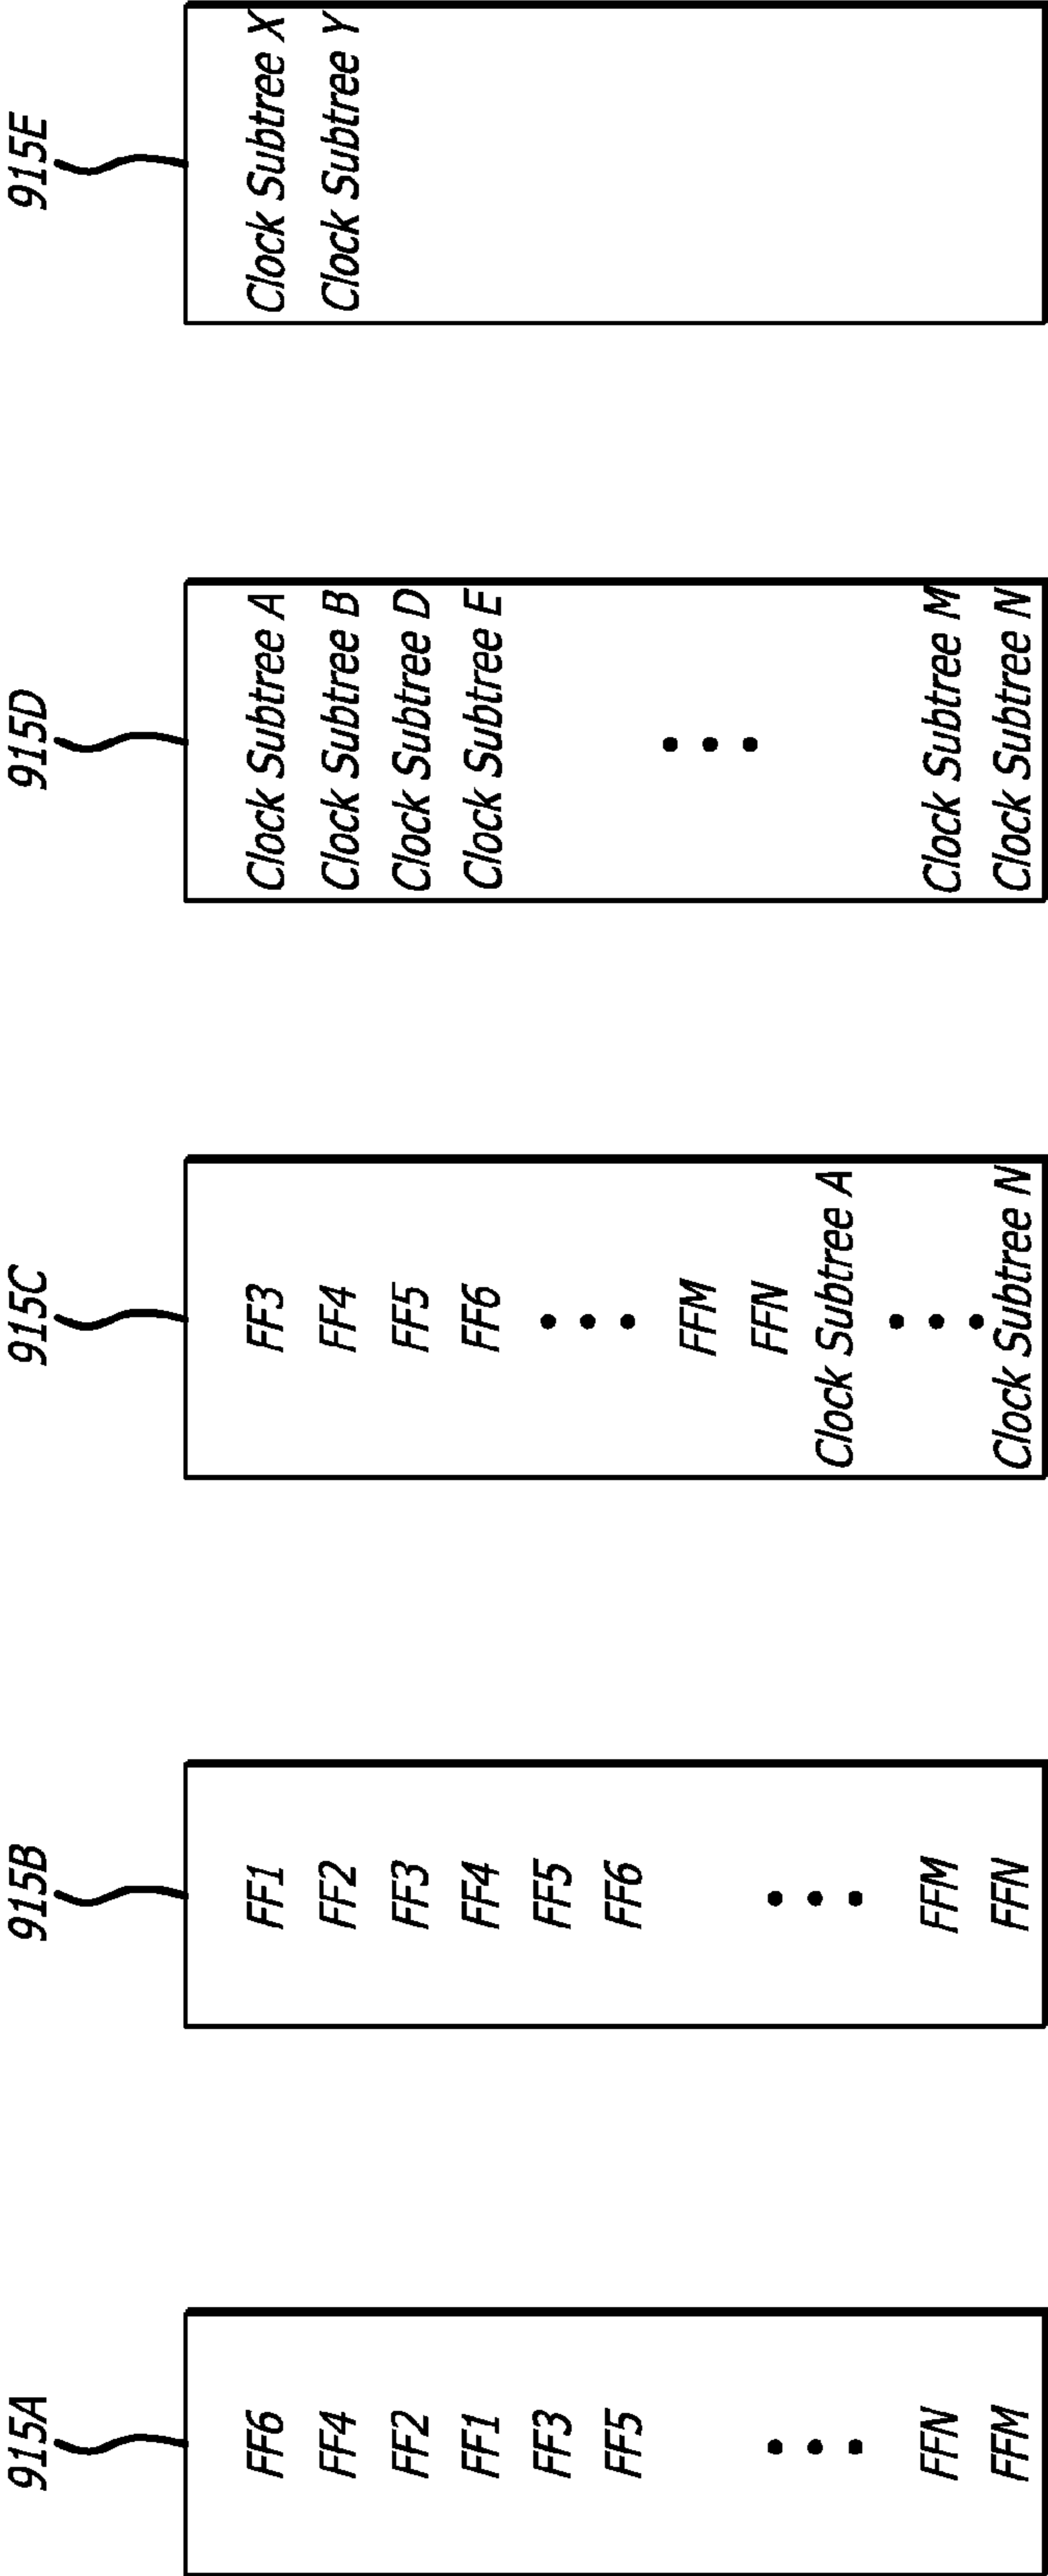 915A
FF6
FF4
FF2
FF1
FF3
FF5
FFN
FFM
915B
FF1
FF2
FF3
FF4
FF5
FF6
FFM
FFN
915C
FF3
FF4
FF5
FF6
FFM
FFN
Clock Subtree A
Clock Subtree N
915D
Clock Subtree A
Clock Subtree B
Clock Subtree D
Clock Subtree E
Clock Subtree M
Clock Subtree N
915E
Clock Subtree X
Clock Subtree Y